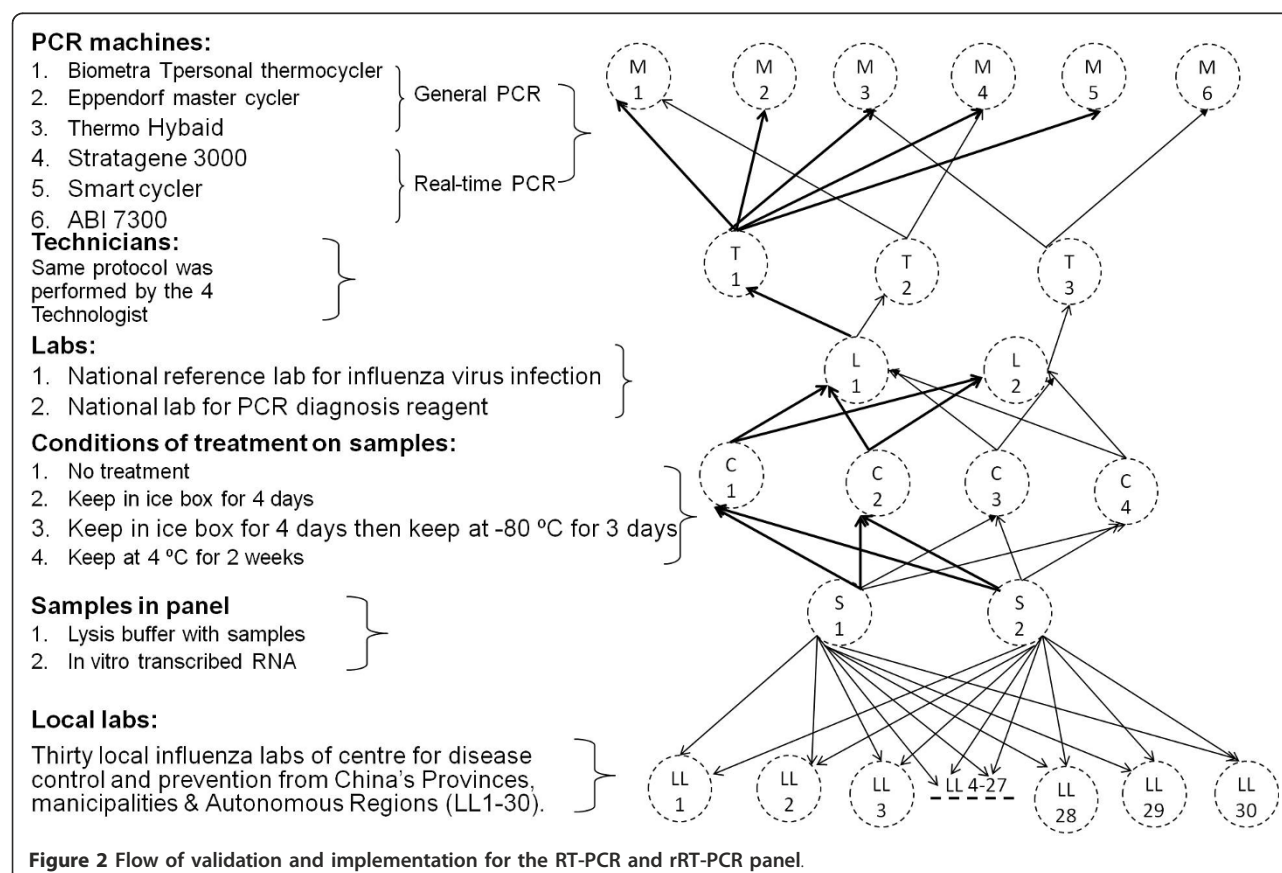 PCR machines:
1. Biometra Tpersonal thermocycler
2. Eppendorf master cycler
3. Thermo Hybaid
General PCR
4. Stratagene 3000
5. Smart cycler
6. ABI 7300
Real-time PCR
Technicians:
Same protocol was
performed by the 4
Technologist
Labs:
1. National reference lab for influenza virus infection
2. National lab for PCR diagnosis reagent
Conditions of treatment on samples:
1. No treatment
2. Keep in ice box for 4 days
3. Keep in ice box for 4 days then keep at -80 ºC for 3 days
4. Keep at 4 ºC for 2 weeks
Samples in panel
1. Lysis buffer with samples
2. In vitro transcribed RNA
Local labs:
Thirty local influenza labs of centre for disease
control and prevention from China's Provinces,
manicipalities & Autonomous Regions (LL1-30).
M
1
M
2
M
3
M
4
M
5
M
6
T
1
T
2
T
3
L
1
L
2
C
1
C
2
C
3
C
4
S
1
S
2
LL
1
LL
2
LL
3
LL 4-27
LL
28
LL
29
LL
30
Figure 2 Flow of validation and implementation for the RT-PCR and rRT-PCR panel.